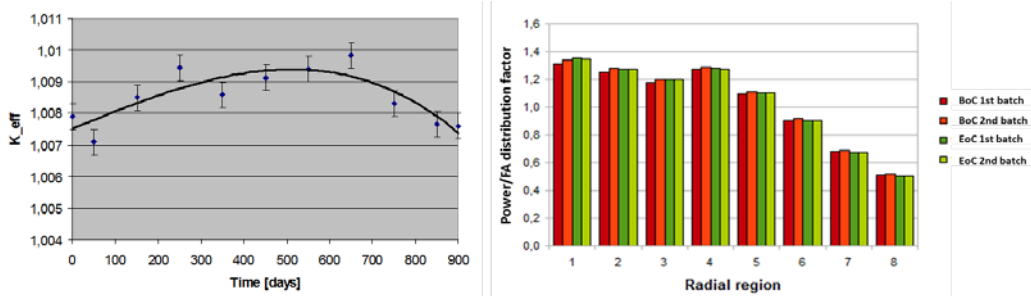 1,011
1,01
1,009
1,008
1,007
1,006
1,005
1,004
K_eff
0 100 200 300 400 500 600 700 800 900
Time [days]
1,6
1,4
1,2
1,0
0,8
0,6
0,4
0,2
0,0
Power/FA distribution factor
1 2 3 4 5 6 7 8
Radial region
BoC 1st batch
BoC 2nd batch
EoC 1st batch
EoC 2nd batch